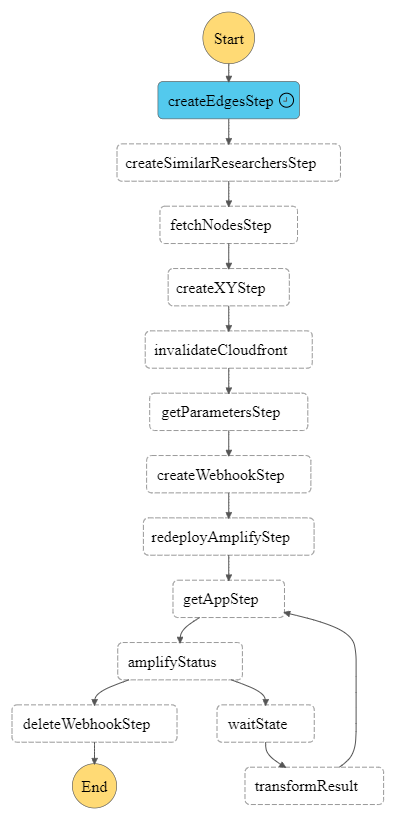 Start
createEdgesStep
createSimilarResearchersStep
fetchNodesStep
createXYStep
invalidateCloudfront
getParametersStep
createWebhookStep
redeployAmplifyStep
getAppStep
amplifyStatus
deleteWebhookStep
waitState
End
transformResult